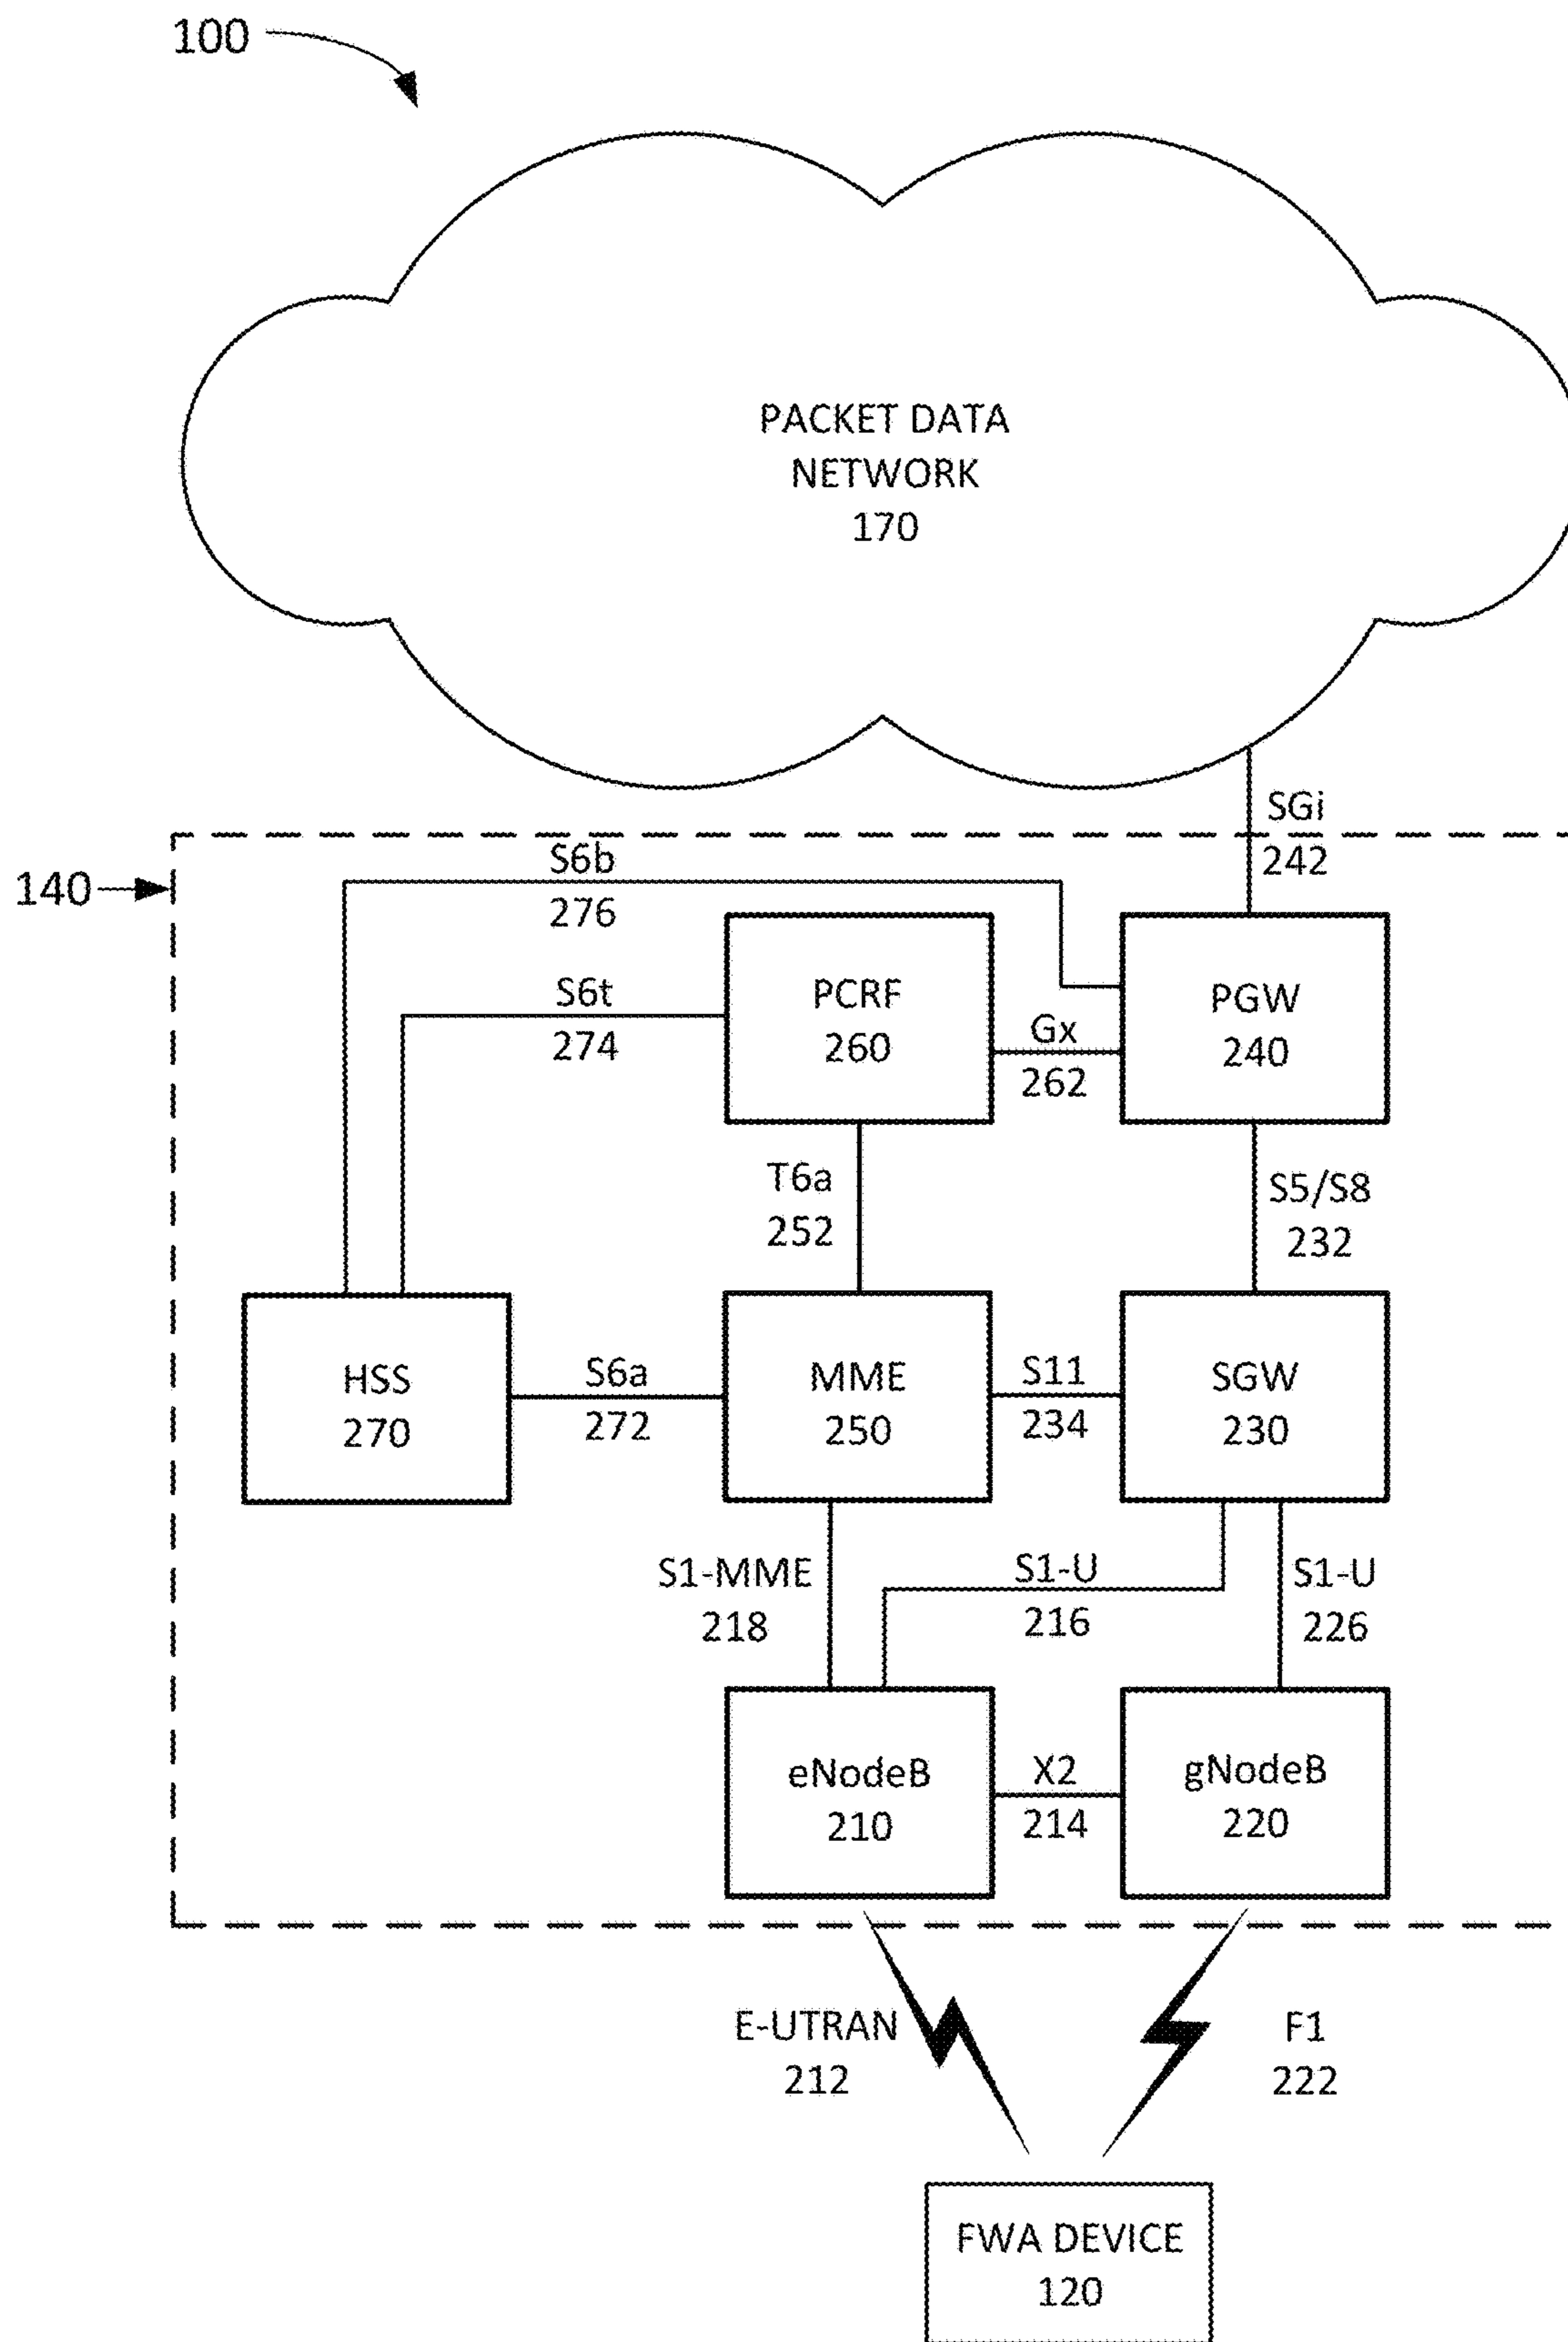 100
PACKET DATA
NETWORK
170
SGi
242
140
S6b
276
S6t
274
PCRF
260
Gx
262
PGW
240
T6a
252
S5/S8
232
HSS
270
S6a
272
MME
250
S11
234
SGW
230
S1-MME
218
S1-U
216
S1-U
226
eNodeB
210
X2
214
gNodeB
220
E-UTRAN
212
F1
222
FWA DEVICE
120